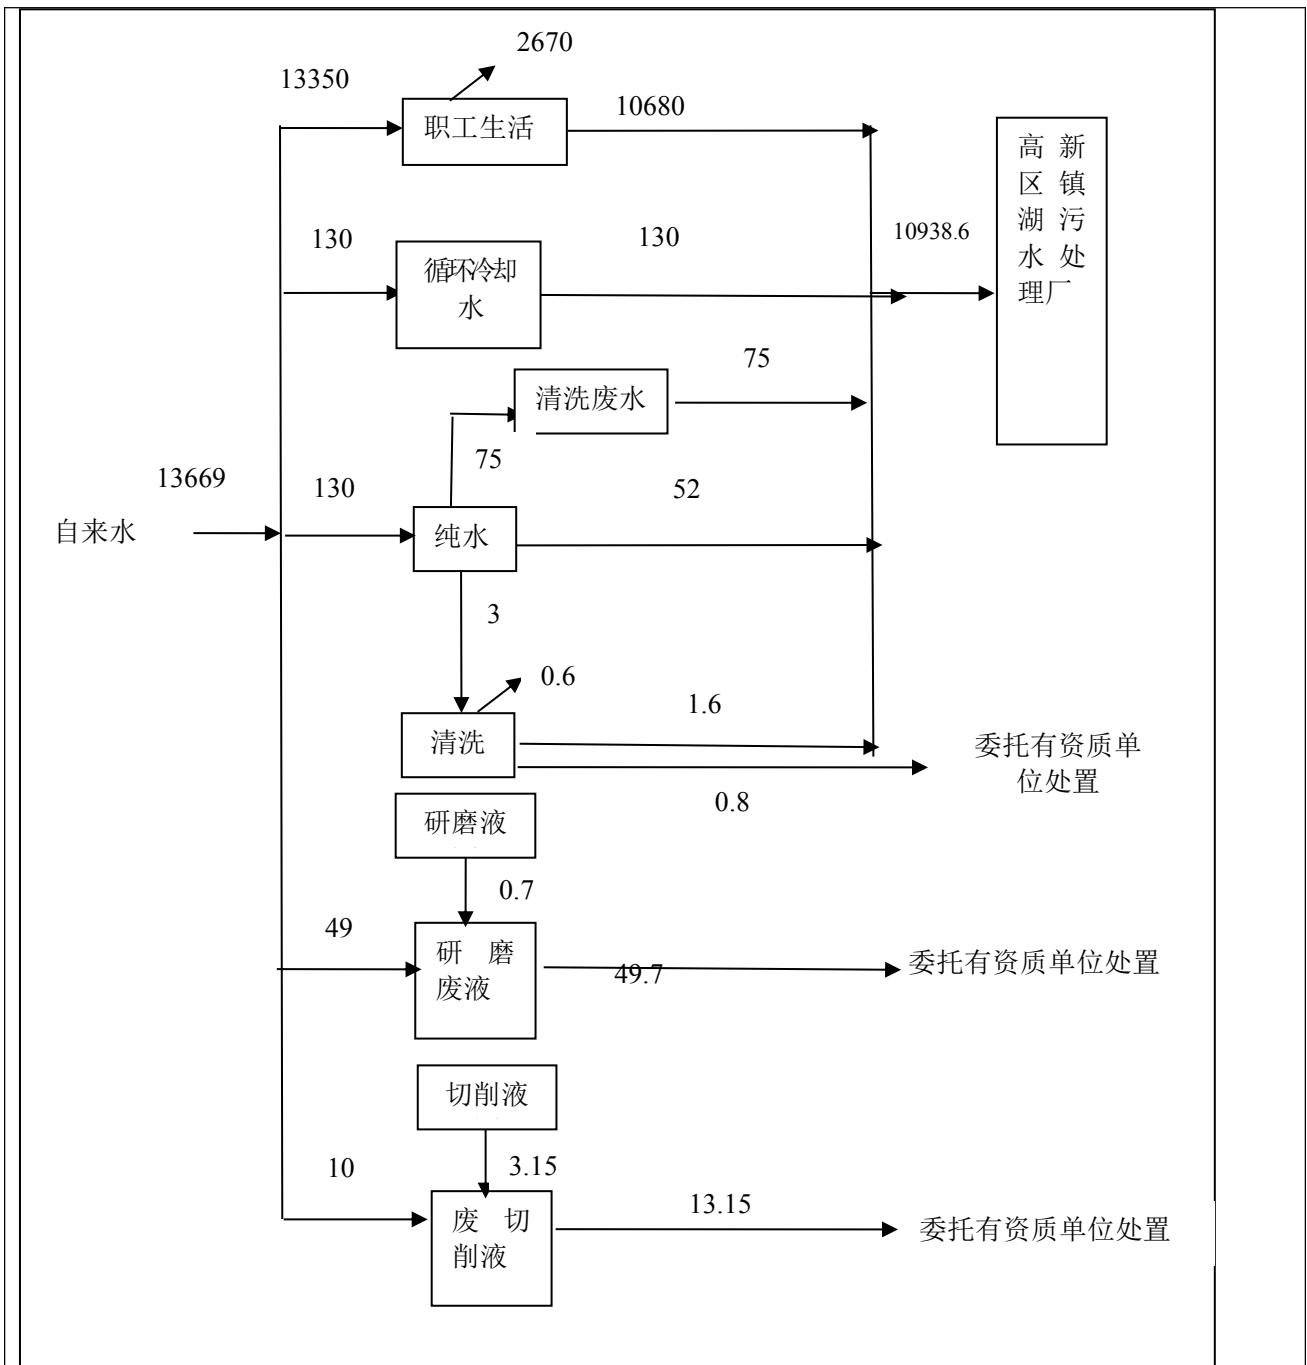 2670
13350
10680
职工生活
高 新
区 镇
湖 污
水 处
理厂
130
130
10938.6
循环冷却
水
75
清洗废水
75
13669
130
52
自来水
纯水
3
0.6
1.6
清洗
委托有资质单
位处置
0.8
研磨液
0.7
49
研 磨
废液
49.7
委托有资质单位处置
切削液
10
3.15
13.15
废 切
削液
委托有资质单位处置